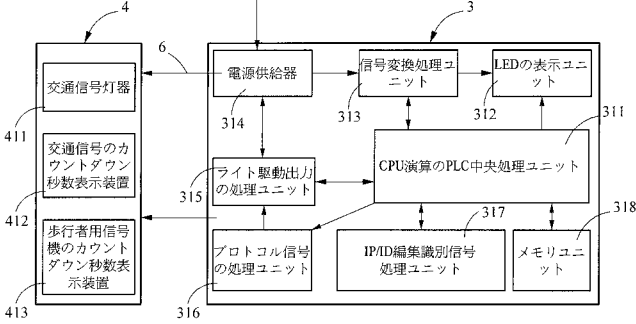 4
3
6
交通信号灯器
411
交通信号のカ
ウントダウン
秒数表示装置
412
歩行者用信号
機のカウント
ダウン秒数表
示装置
413
電源供給器
314
信号変換処理ユ
ニット
313
LEDの表示ユ
ニット
312
311
CPU演算のPLC中央処理ユニット
ライト駆動出力
の処理ユニット
315
プロトコル信号
の処理ユニット
316
IP/ID編集識別信号
処理ユニット
317
メモリユ
ニット
318